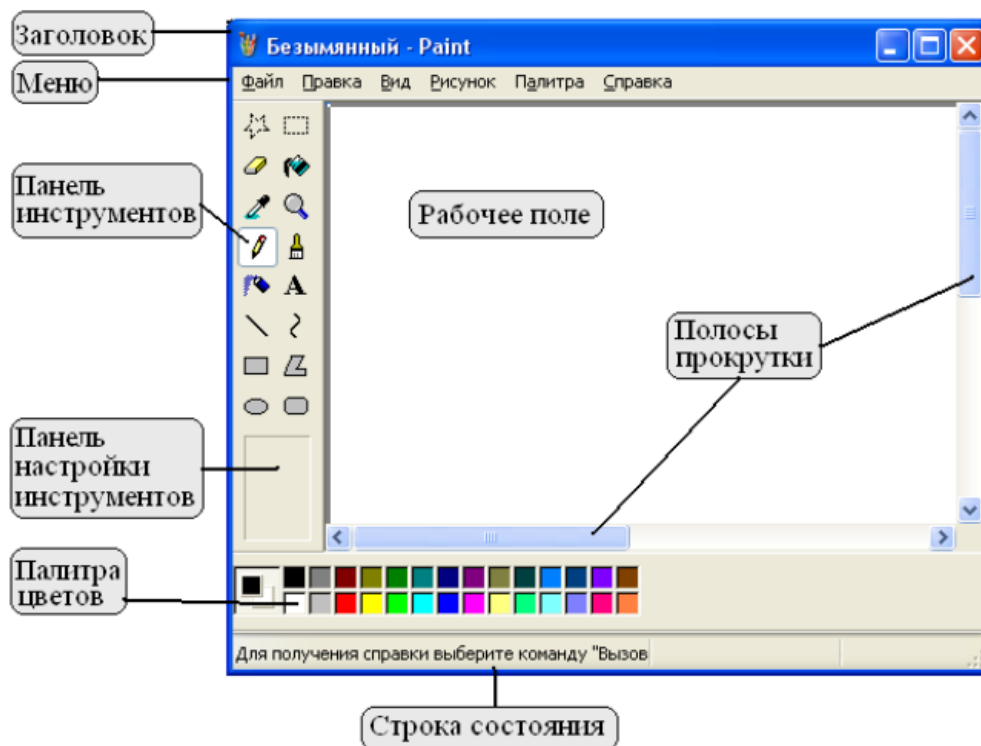 Заголовок
Безымянный - Paint
Меню
Файл Правка Вид Рисунок Палитра Справка
Панель
инструментов
Рабочее поле
A
Полосы
прокрутки
Панель
настройки
инструментов
Палитра
цветов
Для получения справки выберите команду "Вызов
Строка состояния